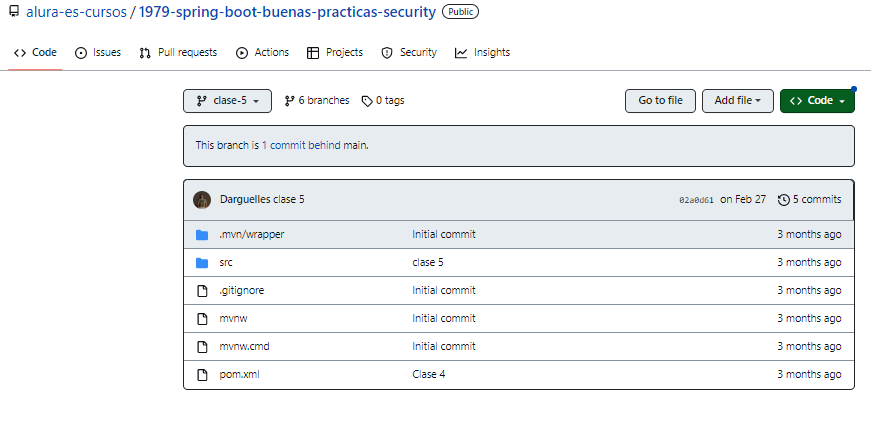 alura-es-cursos / 1979-spring-boot-buenas-practicas-security Public
Code Issues Pull requests Actions Projects Security Insights
clase-5 6 branches 0 tags Go to file Add file Code
This branch is 1 commit behind main.
Darguelles clase 5 02a0d61 on Feb 27 5 commits
.mvn/wrapper Initial commit 3 months ago
src clase 5 3 months ago
.gitignore Initial commit 3 months ago
mvnw Initial commit 3 months ago
mvnw.cmd Initial commit 3 months ago
pom.xml Clase 4 3 months ago